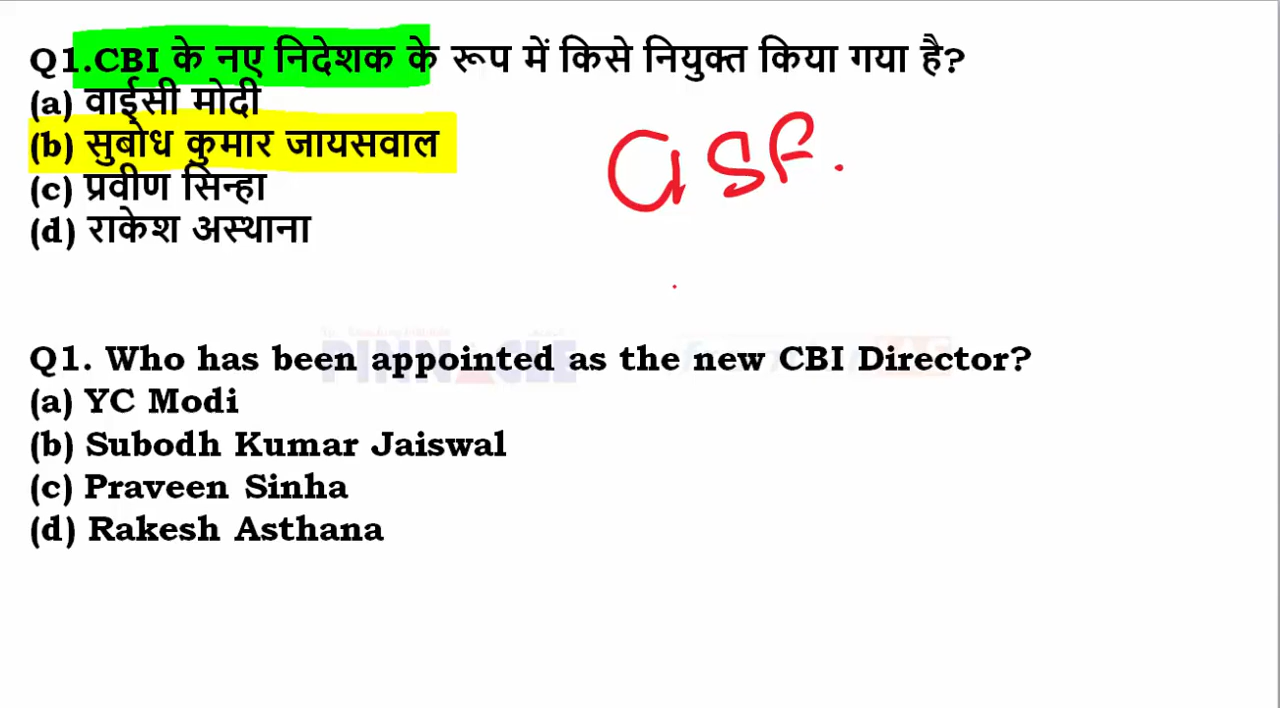 Q1.CBI के नए निदेशक के रूप में किसे नियुक्त किया गया है?
(a) वाईसी मोदी
(b) सुबोध कुमार जायसवाल
(c) प्रवीण सिन्हा
(d) राकेश अस्थाना
CISF.
PINNACLE
Q1. Who has been appointed as the new CBI Director?
(a) YC Modi
(b) Subodh Kumar Jaiswal
(c) Praveen Sinha
(d) Rakesh Asthana